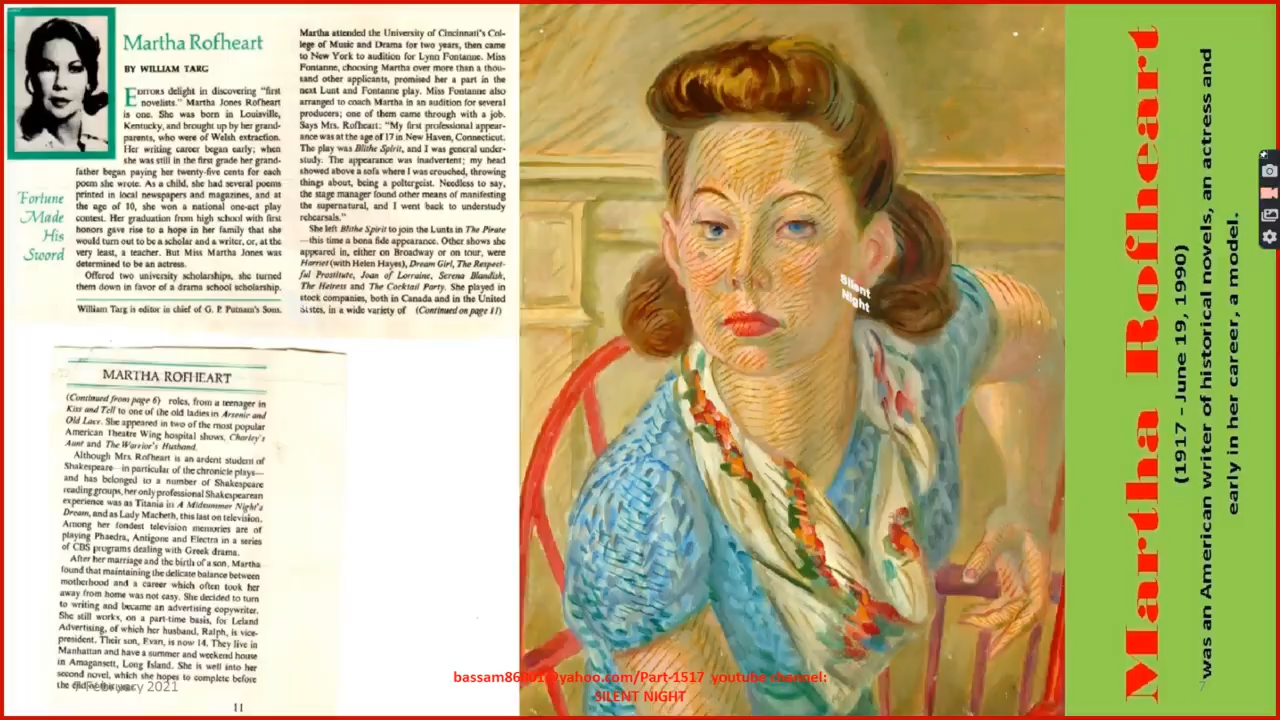 Martha Rofheart
BY WILLIAM TARG
EDITORS delight in discovering "first
novelists." Martha Jones Rofheart
is one. She was born in Louisville,
Kentucky, and brought up by her grand-
parents, who were of Welsh extraction.
Her writing career began early; when
she was still in the first grade her grand-
father began paying her twenty-five cents for each
poem she wrote. As a child, she had several poems
printed in local newspapers and magazines, and at
the age of 10, she won a national one-act play
contest. Her graduation from high school with first
honors gave rise to a hope in her family that she
would turn out to be a scholar and a writer, or, at the
very least, a teacher. But Miss Martha Jones was
determined to be an actress.
Offered two university scholarships, she turned
them down in favor of a drama school scholarship.
William Targ is editor in chief of G. P. Putnam's Sons.
Fortune
Made
His
Sword
Martha attended the University of Cincinnati's Col-
lege of Music and Drama for two years, then came
to New York to audition for Lynn Fontanne. Miss
Fontanne, choosing Martha over more than a thou-
sand other applicants, promised her a part in the
next Lunt and Fontanne play. Miss Fontanne also
arranged to coach Martha in an audition for several
producers; one of them came through with a job.
Says Mrs. Rofheart: "My first professional appear-
ance was at the age of 17 in New Haven, Connecticut.
The play was Blithe Spirit, and I was general under-
study. The appearance was inadvertent; my head
showed above a sofa where I was crouched, throwing
things about, being a poltergeist. Needless to say,
the stage manager found other means of manifesting
the supernatural, and I went back to understudy
rehearsals."
She left Blithe Spirit to join the Lunts in The Pirate
—this time a bona fide appearance. Other shows she
appeared in, either on Broadway or on tour, were
Harriet (with Helen Hayes), Dream Girl, The Respect-
ful Prostitute, Joan of Lorraine, Serena Blandish,
The Heiress and The Cocktail Party. She played in
stock companies, both in Canada and in the United
States, in a wide variety of (Continued on page 11)
MARTHA ROFHEART
(Continued from page 6) roles, from a teenager in
Kiss and Tell to one of the old ladies in Arsenic and
Old Lace. She appeared in two of the most popular
American Theatre Wing hospital shows, Charley's
Aunt and The Warrior's Husband.
Although Mrs. Rofheart is an ardent student of
Shakespeare—in particular of the chronicle plays—
and has belonged to a number of Shakespeare
reading groups, her only professional Shakespearean
experience was as Titania in A Midsummer Night's
Dream, and as Lady Macbeth, this last on television.
Among her fondest television memories are of
playing Phaedra, Antigone and Electra in a series
of CBS programs dealing with Greek drama.
After her marriage and the birth of a son, Martha
found that maintaining the delicate balance between
motherhood and a career which often took her
away from home was not easy. She decided to turn
to writing and became an advertising copywriter.
She still works, on a part-time basis, for Leland
Advertising, of which her husband, Ralph, is vice-
president. Their son, Evan, is now 14. They live in
Manhattan and have a summer and weekend house
in Amagansett, Long Island. She is well into her
second novel, which she hopes to complete before
the
February 2021
11
Silent
Night
Martha Rofheart
(1917 - June 19, 1990)
was an American writer of historical novels, an actress and
early in her career, a model.
youtube channel:
SILENT NIGHT
7